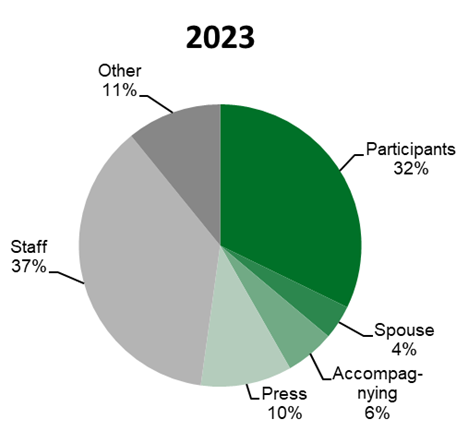 2023
Other
11%
Participants
32%
Staff
37%
Spouse
4%
Accompag-
nying
6%
Press
10%